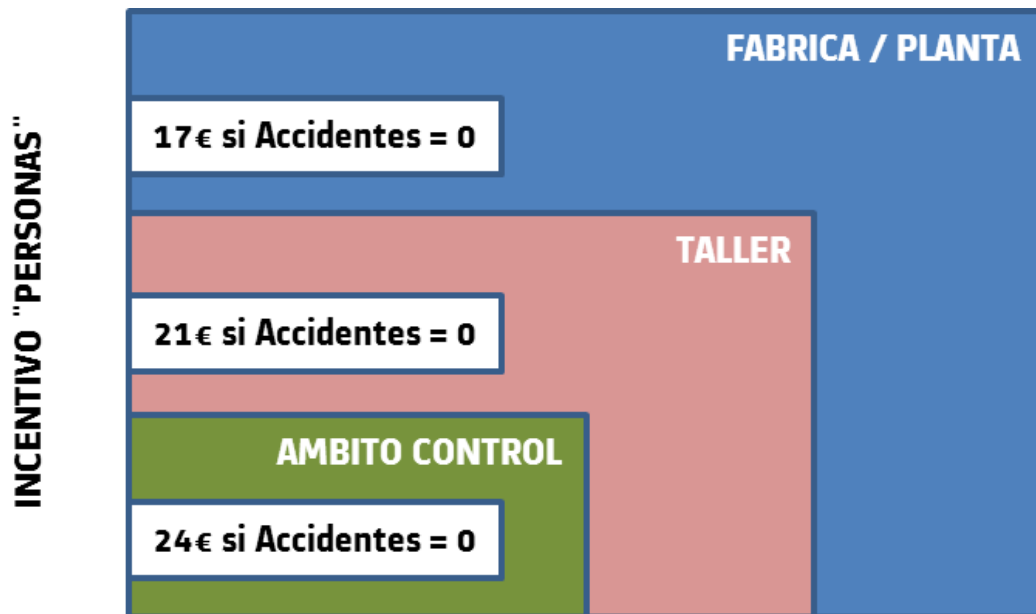 INCENTIVO "PERSONAS"
FABRICA / PLANTA
17€ si Accidentes = 0
TALLER
21€ si Accidentes = 0
AMBITO CONTROL
24€ si Accidentes = 0